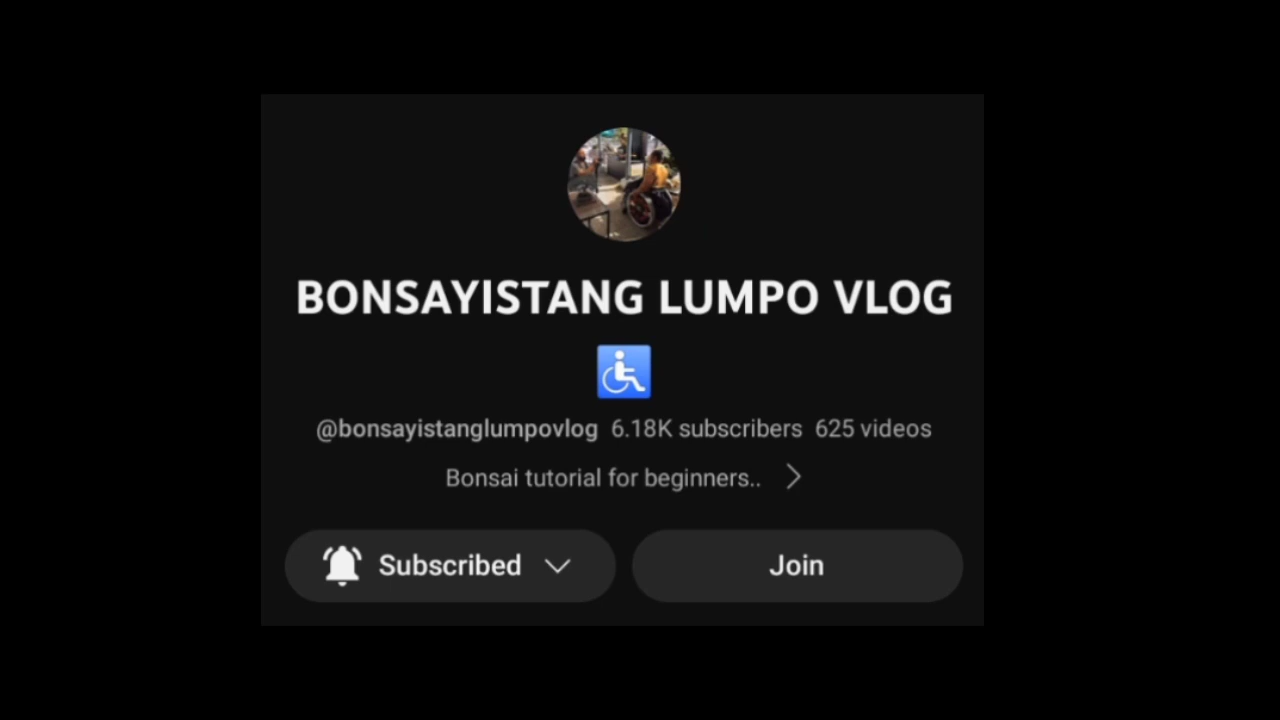 BONSAYISTANG LUMPO VLOG
♿
@bonsayistanglumpovlog 6.18K subscribers 625 videos
Bonsai tutorial for beginners..
Subscribed
Join